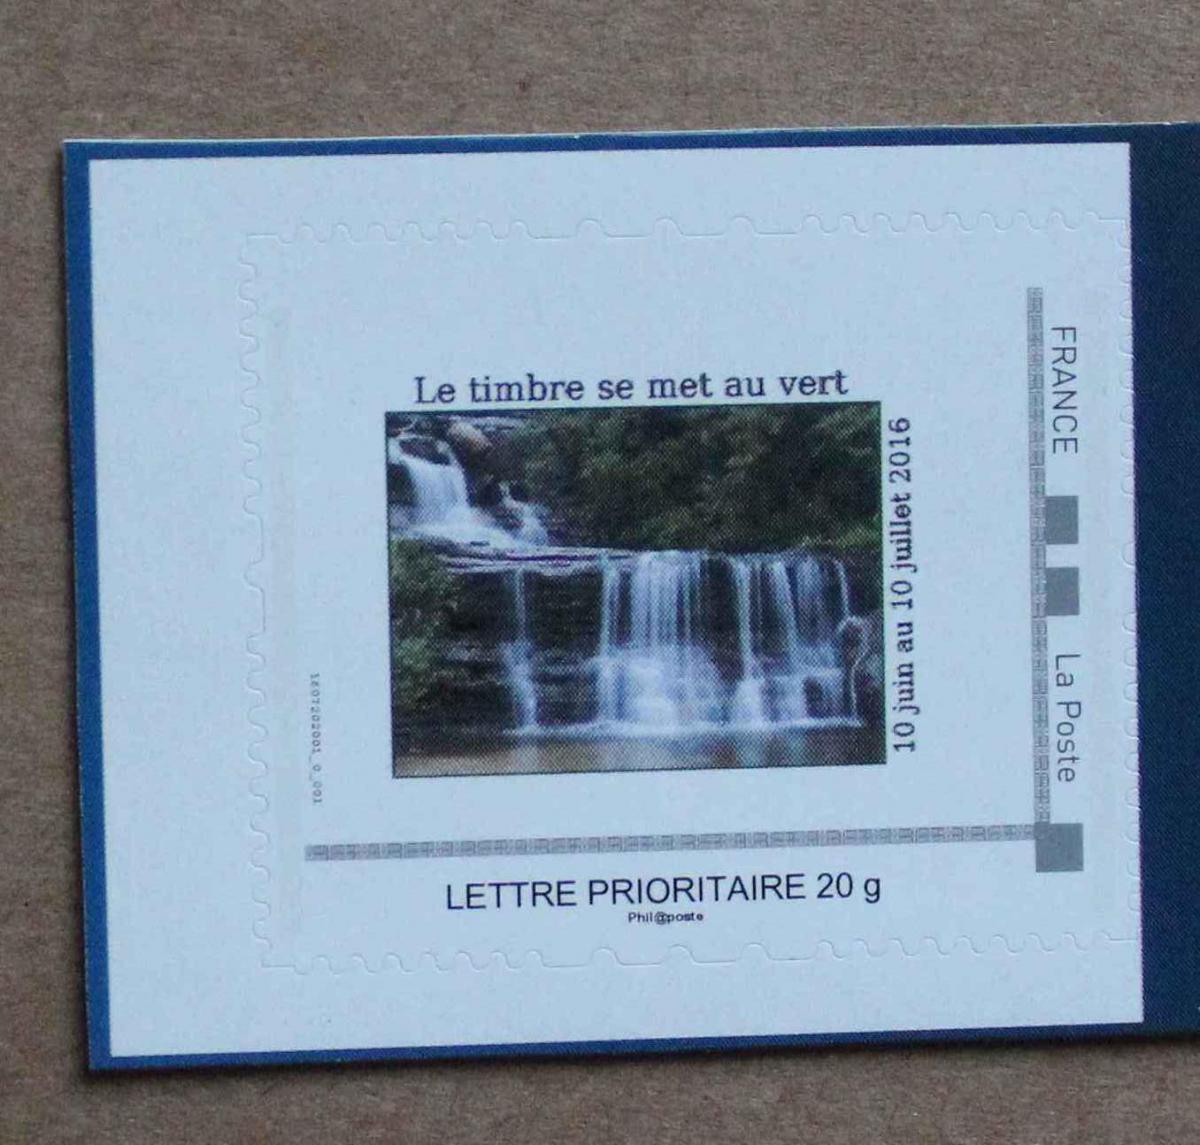 Le timbre se met au vert
10 juin au 10 juillet 2016
FRANCE
La Poste
LETTRE PRIORITAIRE 20 g
Phil@poste